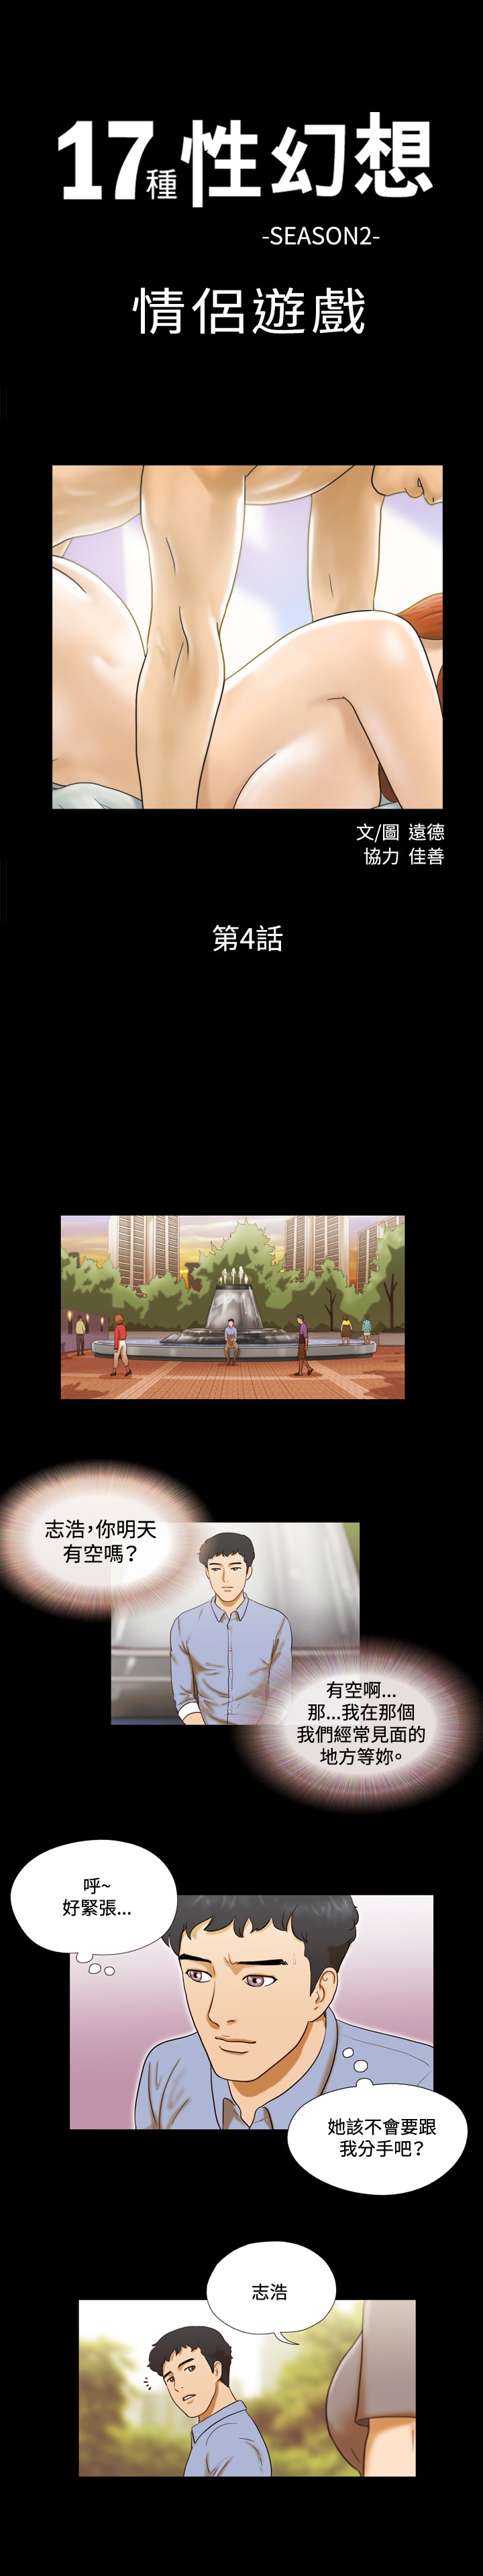 17種性幻想
-SEASON2-
情侶遊戲
文/圖 遠德
協力 佳善
第4話
志浩,你明天
有空嗎?
有空啊...
那...我在那個
我們經常見面的
地方等妳。
呼~
好緊張...
她該不會要跟
我分手吧?
志浩